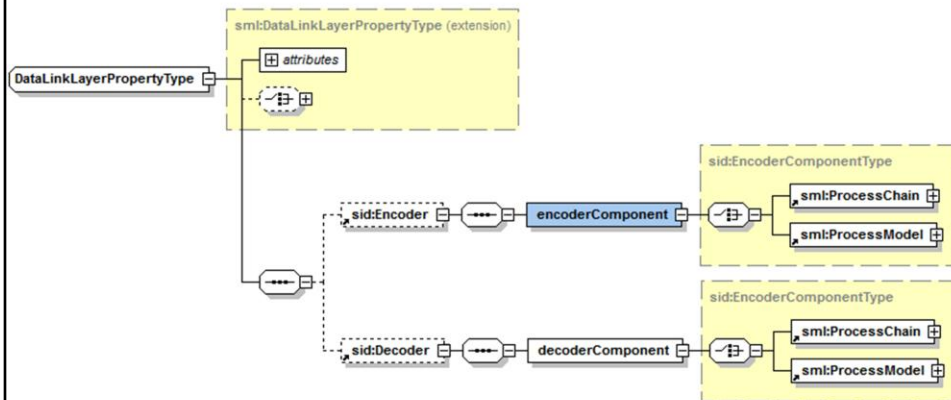 sml:DataLinkLayerPropertyType (extension)
attributes
DataLinkLayerPropertyType
sid:EncoderComponentType
sml:ProcessChain
sid:Encoder
encoderComponent
sml:ProcessModel
sid:EncoderComponentType
sml:ProcessChain
sid:Decoder
decoderComponent
sml:ProcessModel